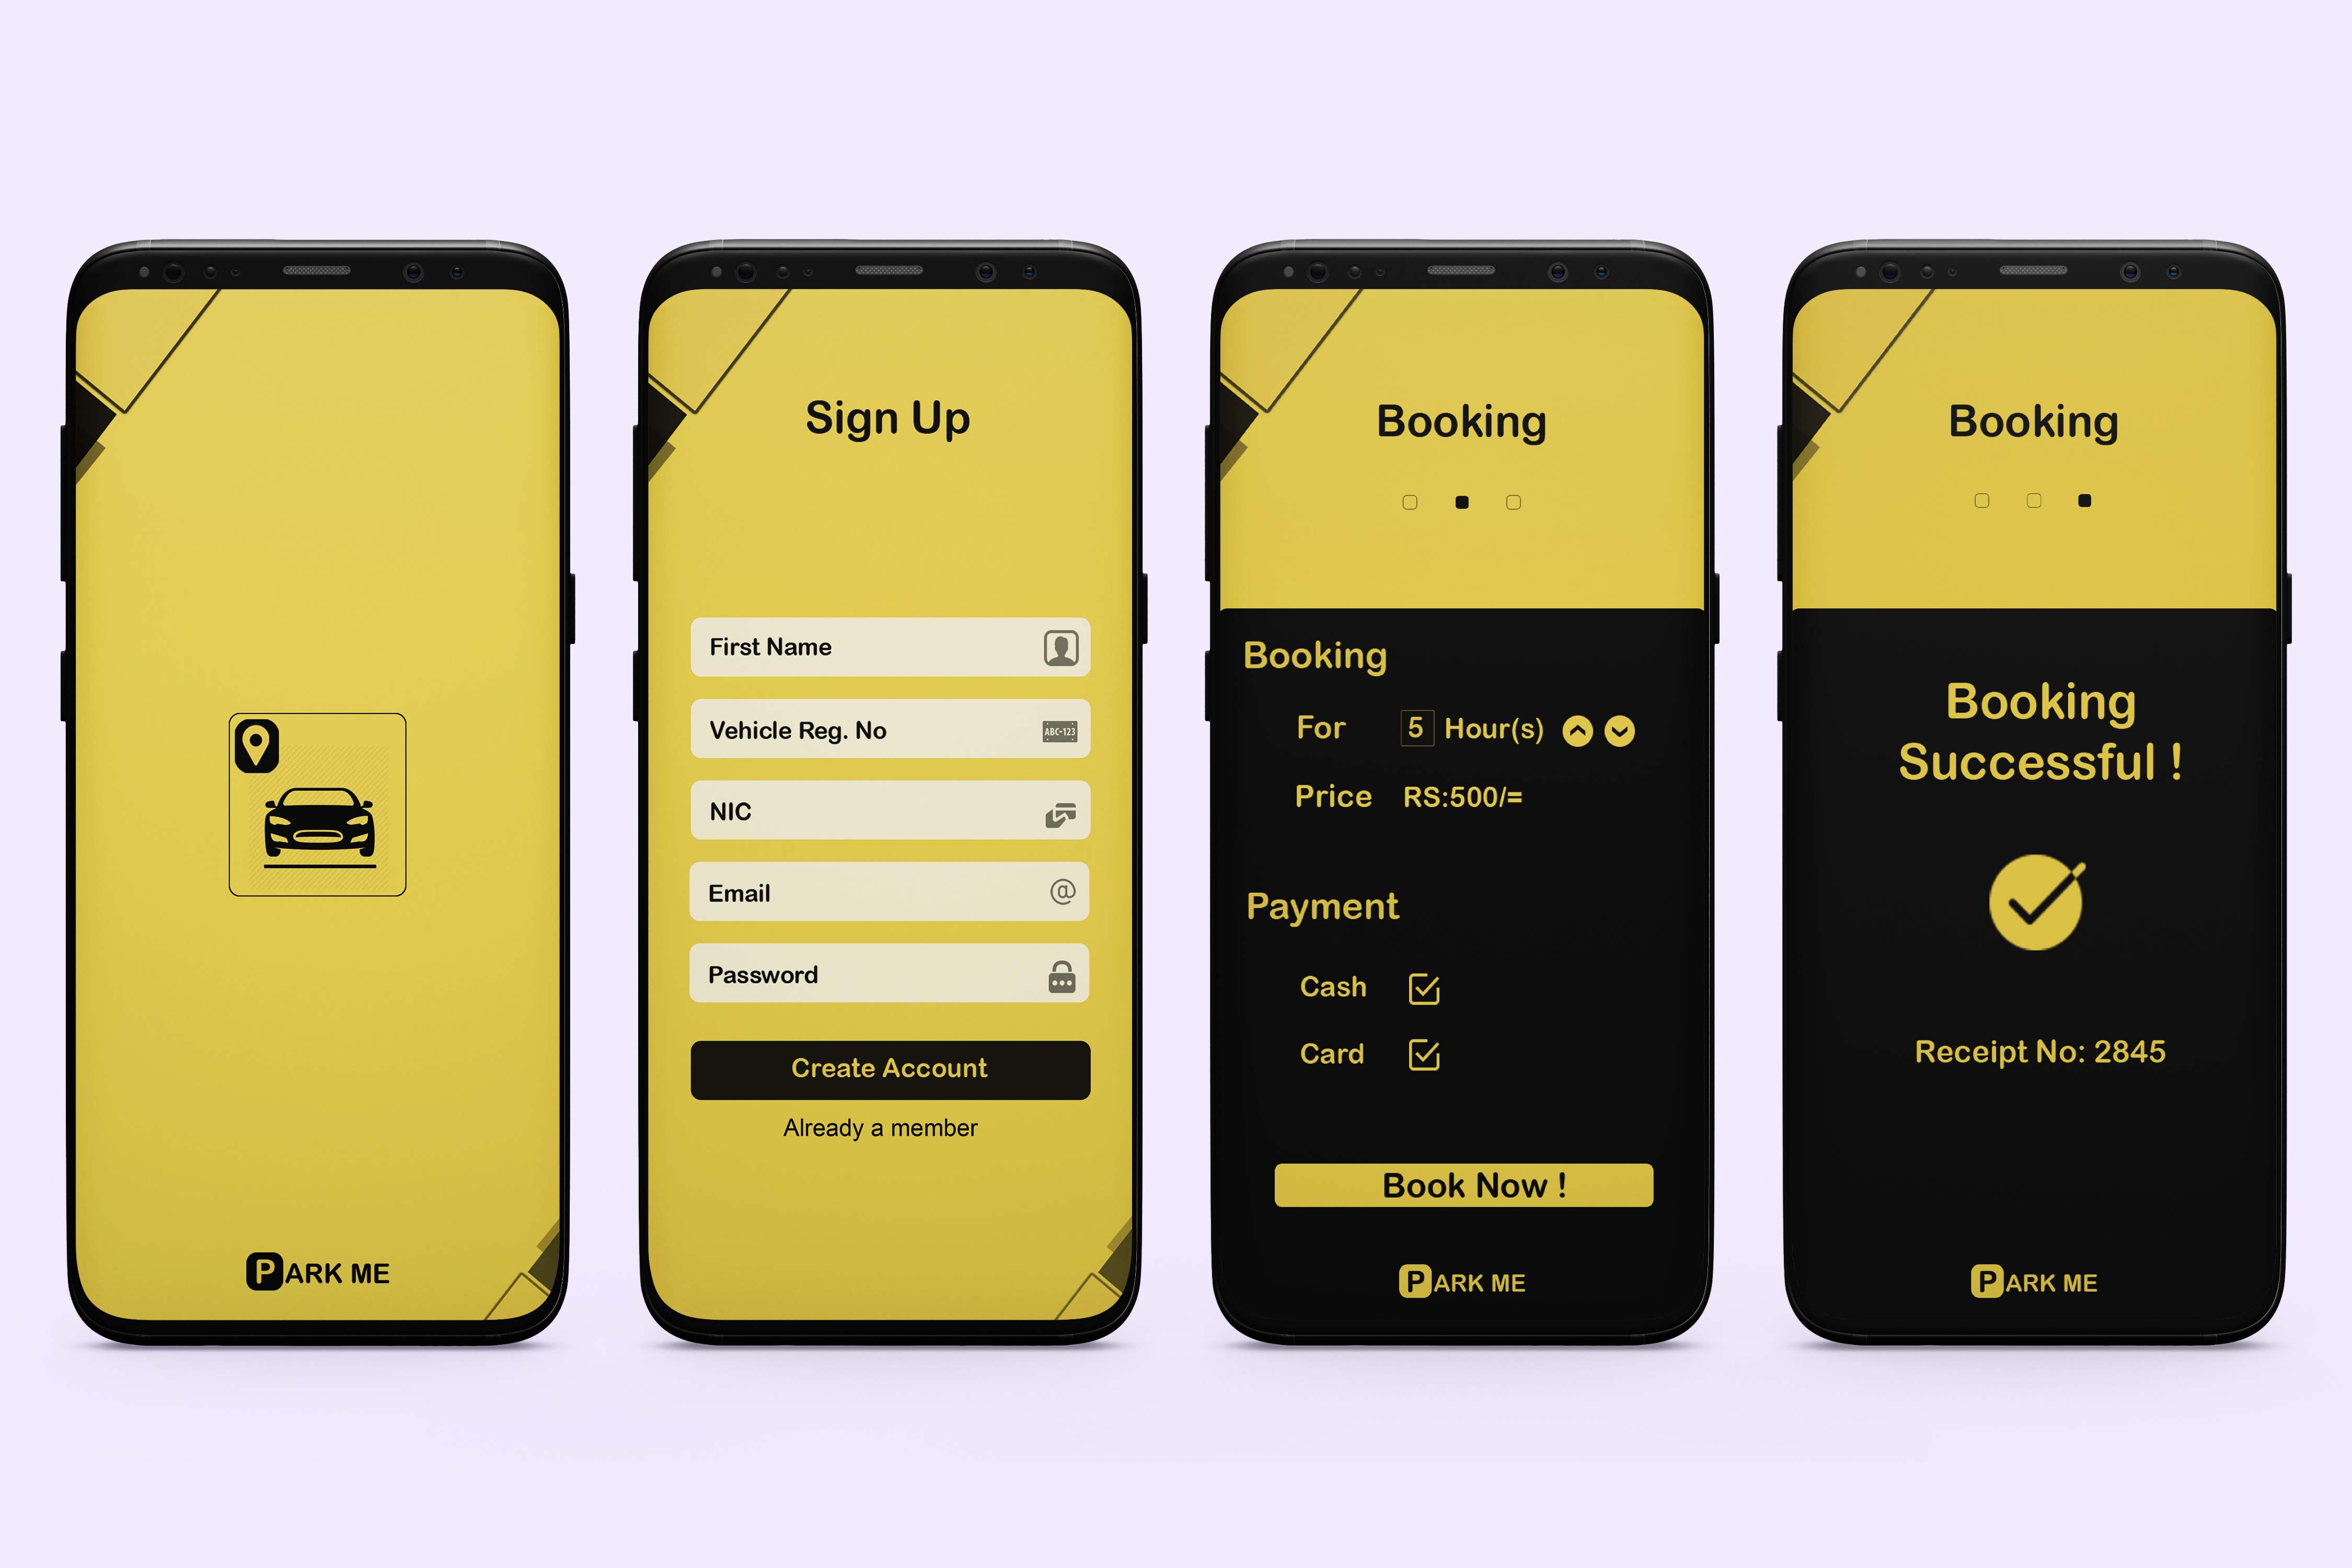 PARK ME
Sign Up
First Name
Vehicle Reg. No
ABC-123
NIC
Email
@
Password
Create Account
Already a member
Booking
Booking
For 5 Hour(s)
Price RS:500/=
Payment
Cash
Card
Book Now !
PARK ME
Booking
Booking
Successful !
Receipt No: 2845
PARK ME